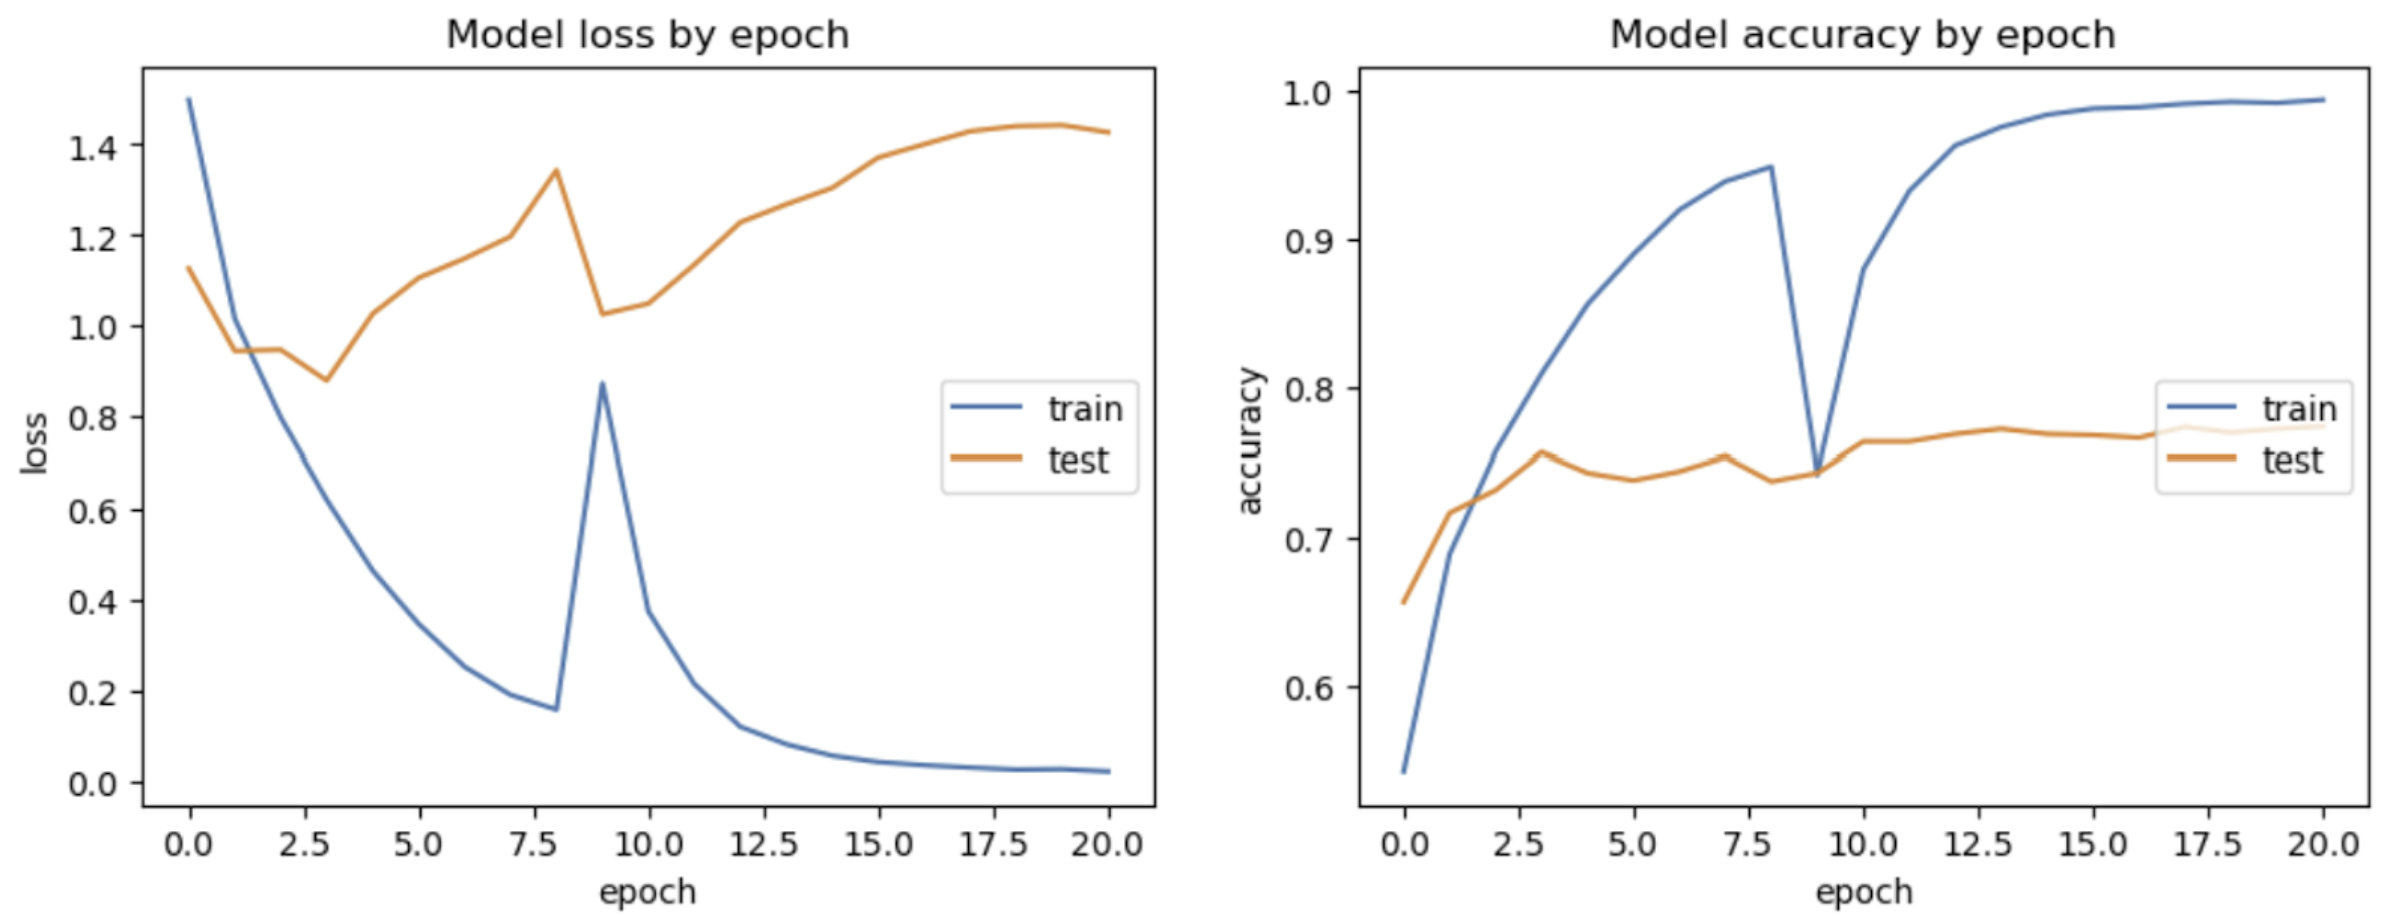 Model loss by epoch
1.4
1.2
1.0
0.8
0.6
0.4
0.2
0.0
loss
train
test
0.0 2.5 5.0 7.5 10.0 12.5 15.0 17.5 20.0
epoch
Model accuracy by epoch
1.0
0.9
0.8
0.7
0.6
accuracy
train
test
0.0 2.5 5.0 7.5 10.0 12.5 15.0 17.5 20.0
epoch